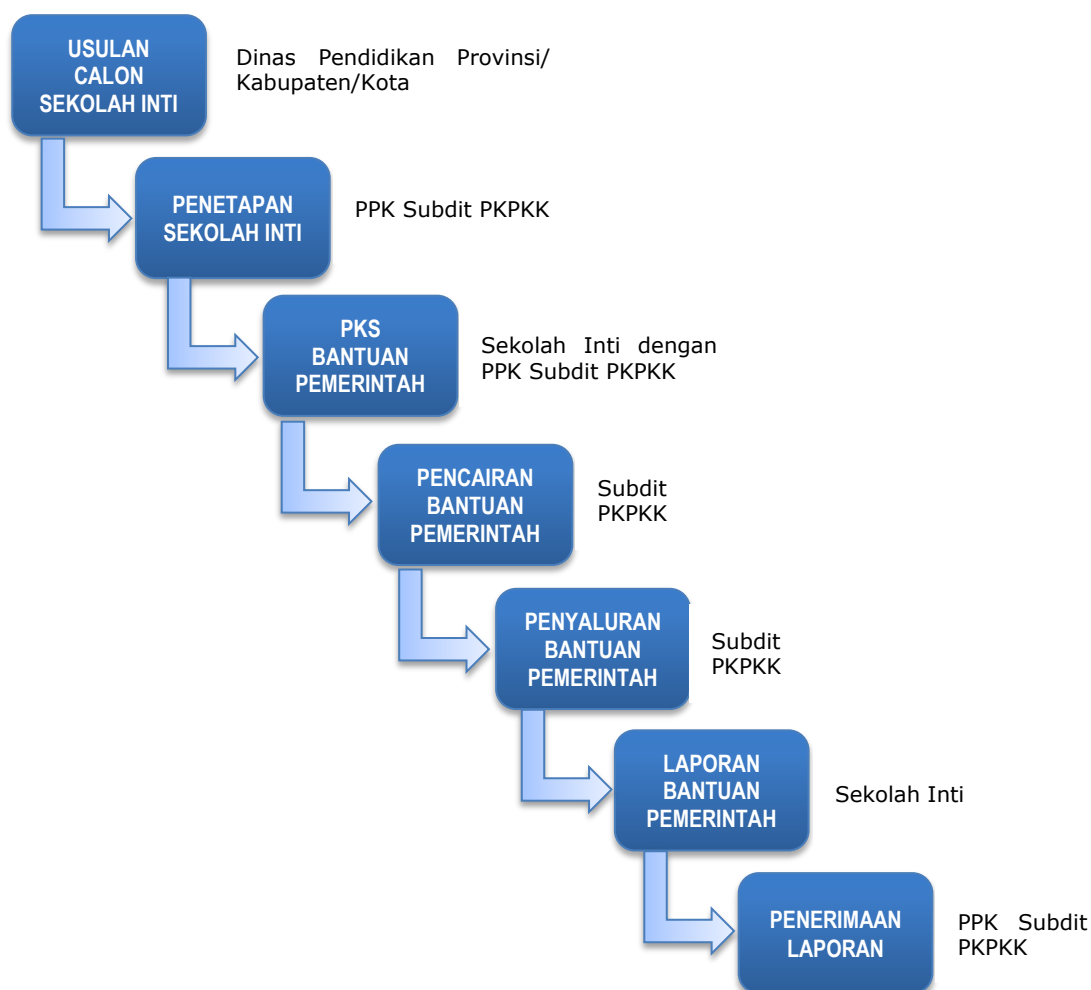 USULAN
CALON
SEKOLAH INTI
Dinas Pendidikan Provinsi/
Kabupaten/Kota
PENETAPAN
SEKOLAH INTI
PPK Subdit PKPKK
PKS
BANTUAN
PEMERINTAH
Sekolah Inti dengan
PPK Subdit PKPKK
PENCAIRAN
BANTUAN
PEMERINTAH
Subdit
PKPKK
PENYALURAN
BANTUAN
PEMERINTAH
Subdit
PKPKK
LAPORAN
BANTUAN
PEMERINTAH
Sekolah Inti
PENERIMAAN
LAPORAN
PPK Subdit
PKPKK